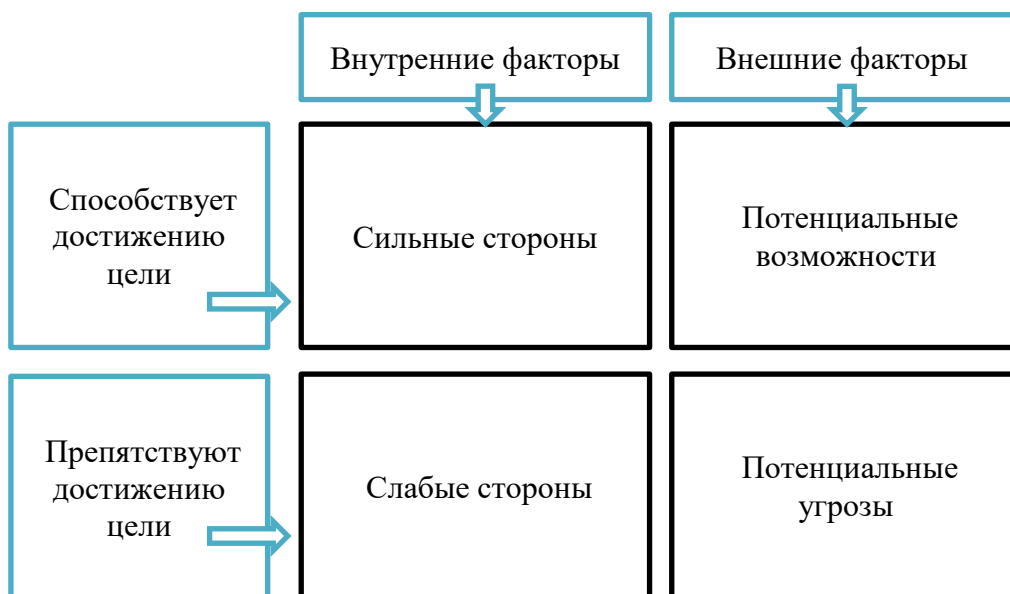 Внутренние факторы
Внешние факторы
Способствует
достижению
цели
Сильные стороны
Потенциальные
возможности
Препятствуют
достижению
цели
Слабые стороны
Потенциальные
угрозы